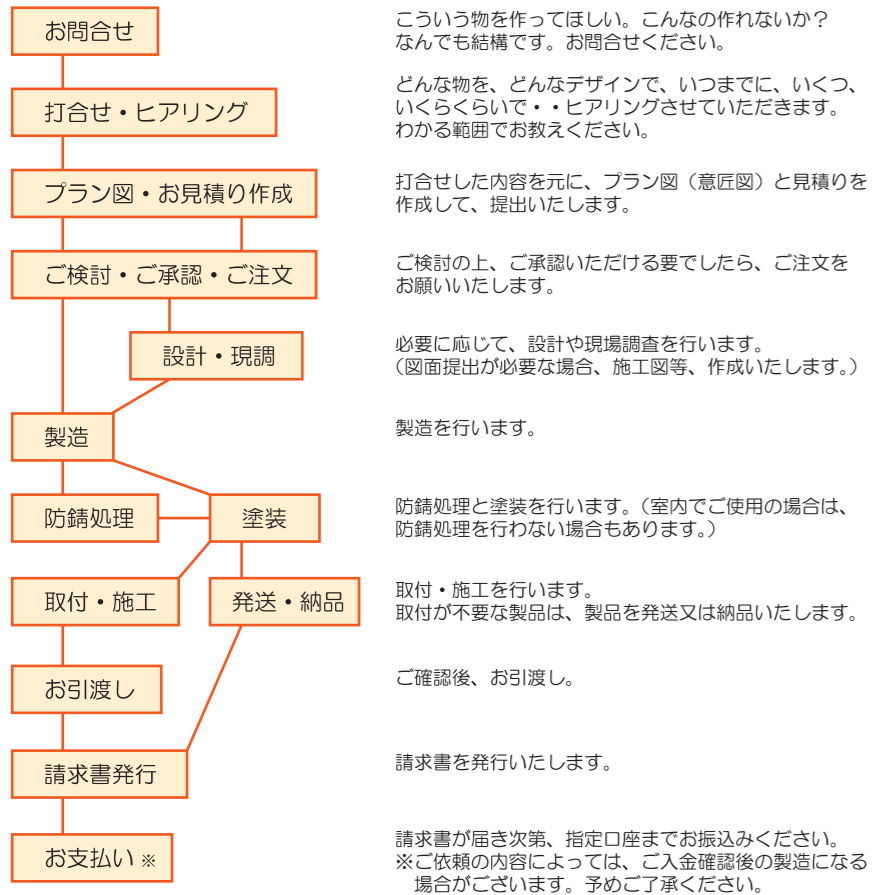 お問合せ
こういう物を作ってほしい。こんなの作れないか？
なんでも結構です。お問合せください。
打合せ・ヒアリング
どんな物を、どんなデザインで、いつまでに、いくつ、
いくらくらいで・・ヒアリングさせていただきます。
わかる範囲でお教えください。
プラン図・お見積り作成
打合せした内容を元に、プラン図（意匠図）と見積りを
作成して、提出いたします。
ご検討・ご承認・ご注文
ご検討の上、ご承認いただける要でしたら、ご注文を
お願いいたします。
設計・現調
必要に応じて、設計や現場調査を行います。
（図面提出が必要な場合、施工図等、作成いたします。）
製造
製造を行います。
防錆処理
塗装
防錆処理と塗装を行います。（室内でご使用の場合は、
防錆処理を行わない場合もあります。）
取付・施工
発送・納品
取付・施工を行います。
取付が不要な製品は、製品を発送又は納品いたします。
お引渡し
ご確認後、お引渡し。
請求書発行
請求書を発行いたします。
お支払い※
請求書が届き次第、指定口座までお振込みください。
※ご依頼の内容によっては、ご入金確認後の製造になる
場合がございます。予めご了承ください。